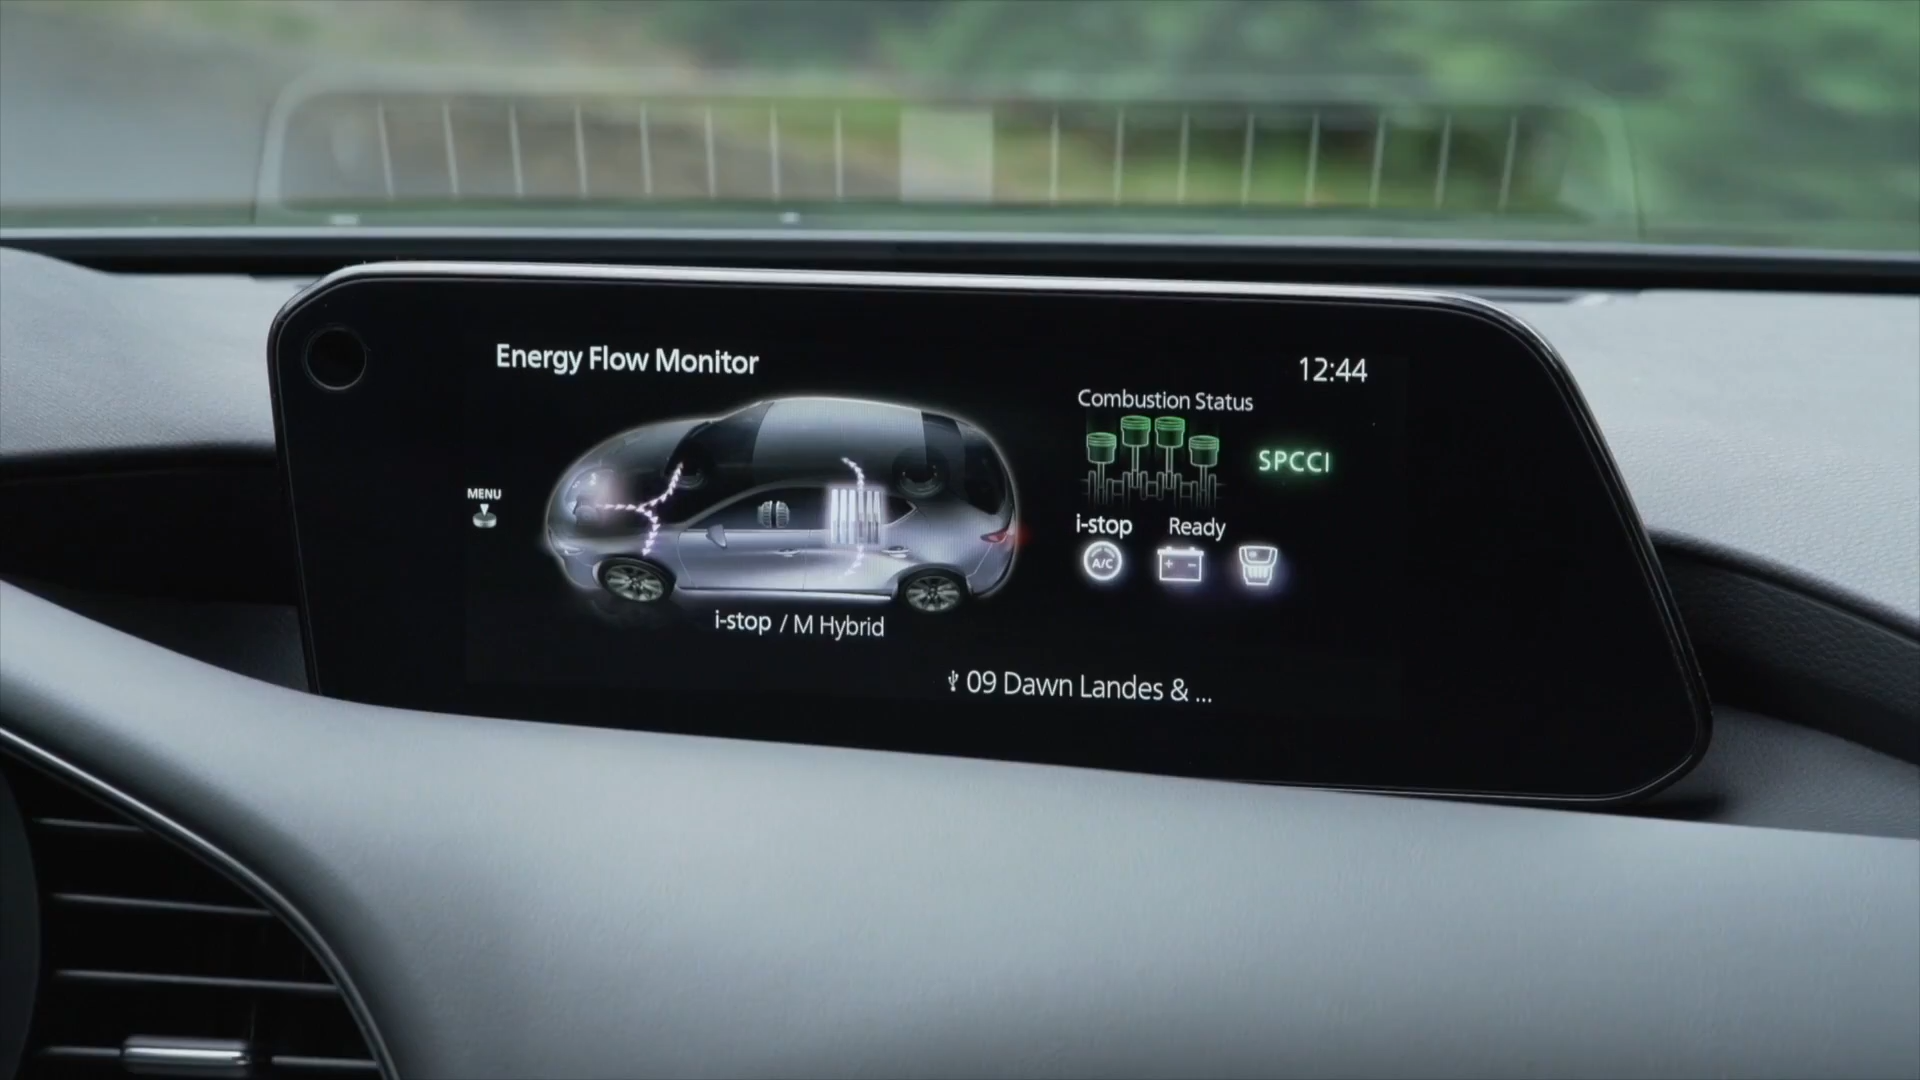 Energy Flow Monitor
12:44
Combustion Status
SPCCI
MENU
i-stop Ready
A/C
i-stop / M Hybrid
09 Dawn Landes & ...